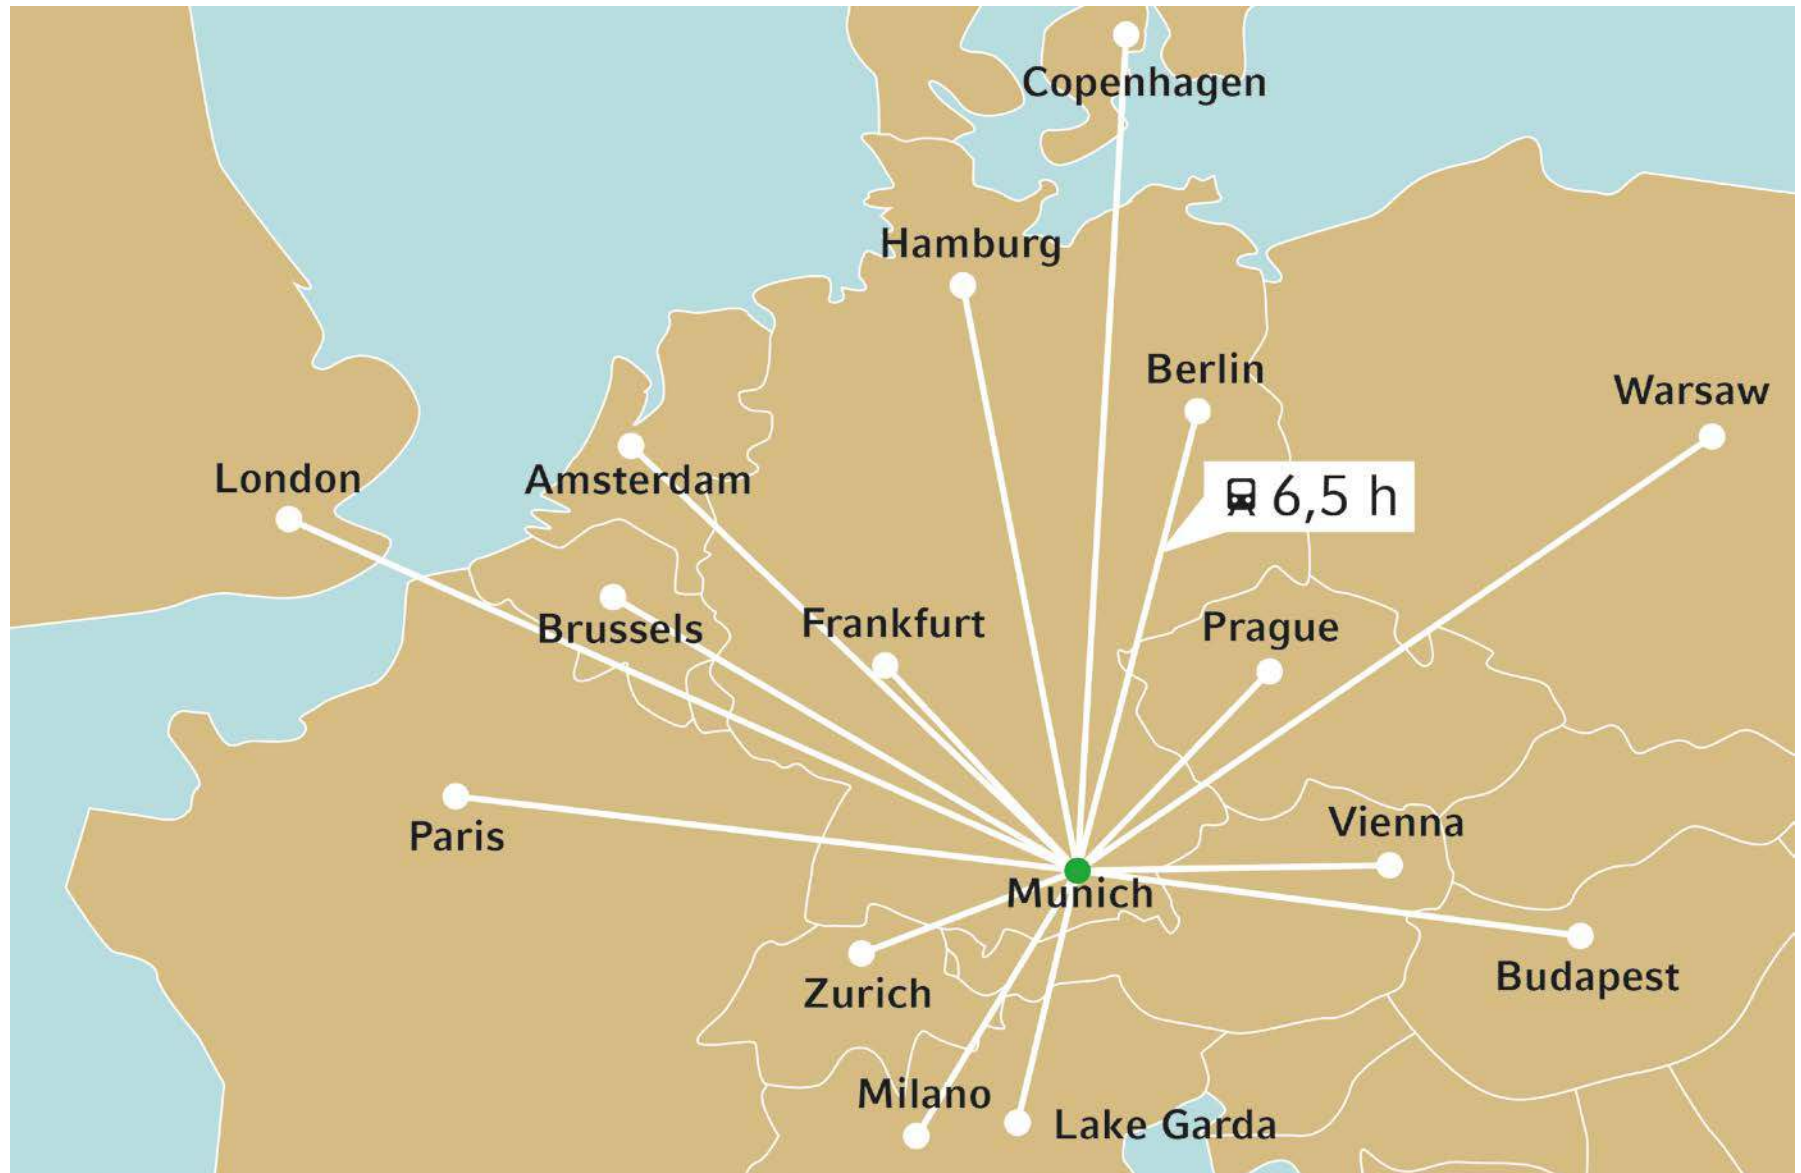 Copenhagen
Hamburg
Berlin
Warsaw
London
Amsterdam
6,5 h
Brussels
Frankfurt
Prague
Paris
Vienna
Munich
Zurich
Budapest
Milano
Lake Garda